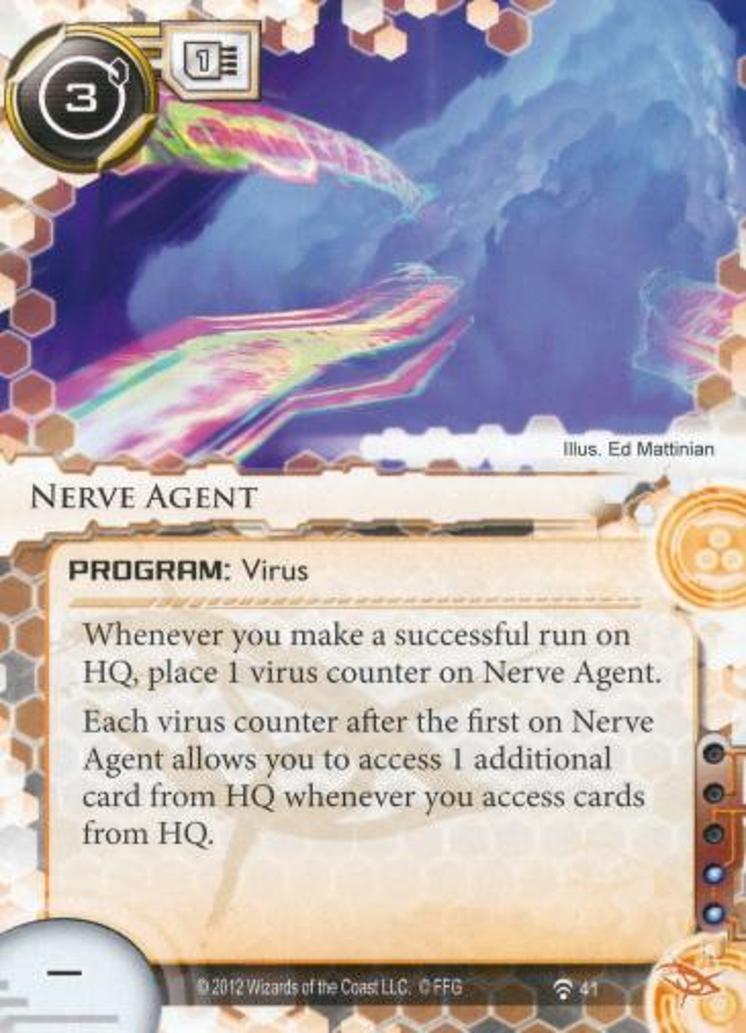 3
1
Illus. Ed Mattinian
NERVE AGENT
PROGRAM: Virus
Whenever you make a successful run on
HQ, place 1 virus counter on Nerve Agent.
Each virus counter after the first on Nerve
Agent allows you to access 1 additional
card from HQ whenever you access cards
from HQ.
–
© 2012 Wizards of the Coast LLC. © FFG
41